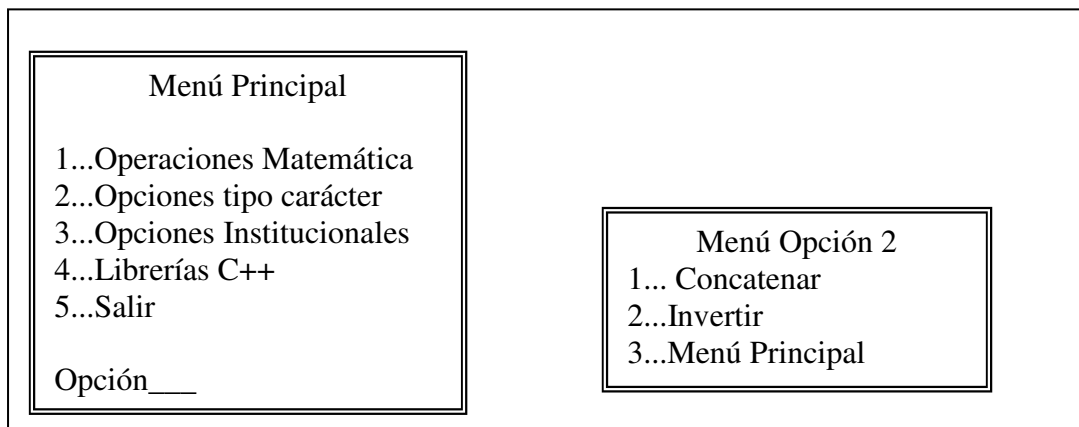 Menú Principal
1...Operaciones Matemática
2...Opciones tipo carácter
3...Opciones Institucionales
4...Librerías C++
5...Salir
Opción___
Menú Opción 2
1... Concatenar
2...Invertir
3...Menú Principal